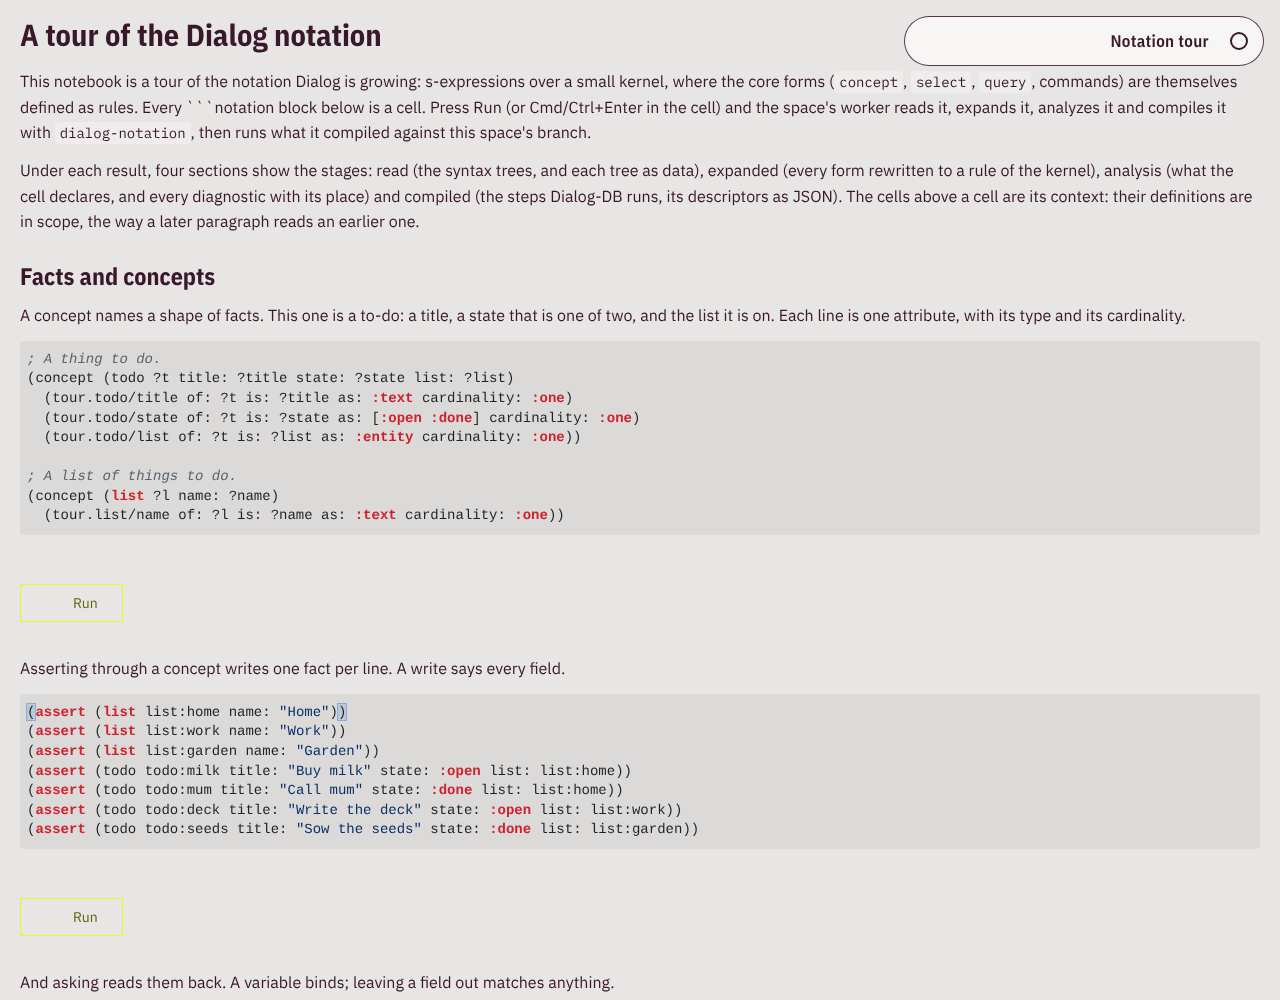 A tour of the Dialog notation
Notation tour
This notebook is a tour of the notation Dialog is growing: s-expressions over a small kernel, where the core forms ( concept , select , query , commands) are themselves
defined as rules. Every ```notation block below is a cell. Press Run (or Cmd/Ctrl+Enter in the cell) and the space's worker reads it, expands it, analyzes it and compiles it
with dialog-notation , then runs what it compiled against this space's branch.
Under each result, four sections show the stages: read (the syntax trees, and each tree as data), expanded (every form rewritten to a rule of the kernel), analysis (what the
cell declares, and every diagnostic with its place) and compiled (the steps Dialog-DB runs, its descriptors as JSON). The cells above a cell are its context: their definitions are
in scope, the way a later paragraph reads an earlier one.
Facts and concepts
A concept names a shape of facts. This one is a to-do: a title, a state that is one of two, and the list it is on. Each line is one attribute, with its type and its cardinality.
; A thing to do.
(concept (todo ?t title: ?title state: ?state list: ?list)
  (tour.todo/title of: ?t is: ?title as: :text cardinality: :one)
  (tour.todo/state of: ?t is: ?state as: [:open :done] cardinality: :one)
  (tour.todo/list of: ?t is: ?list as: :entity cardinality: :one))
; A list of things to do.
(concept (list ?l name: ?name)
  (tour.list/name of: ?l is: ?name as: :text cardinality: :one))
Run
Asserting through a concept writes one fact per line. A write says every field.
(assert (list list:home name: "Home"))
(assert (list list:work name: "Work"))
(assert (list list:garden name: "Garden"))
(assert (todo todo:milk title: "Buy milk" state: :open list: list:home))
(assert (todo todo:mum title: "Call mum" state: :done list: list:home))
(assert (todo todo:deck title: "Write the deck" state: :open list: list:work))
(assert (todo todo:seeds title: "Sow the seeds" state: :done list: list:garden))
Run
And asking reads them back. A variable binds; leaving a field out matches anything.